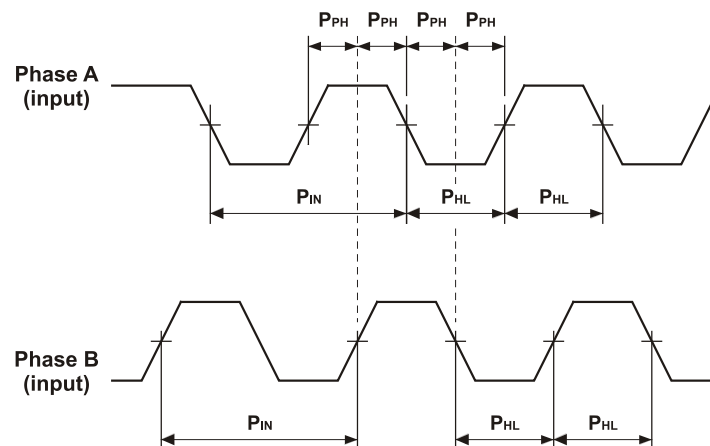 PPH PPH PPH PPH
Phase A
(input)
PIN PHL PHL
Phase B
(input)
PIN PHL PHL